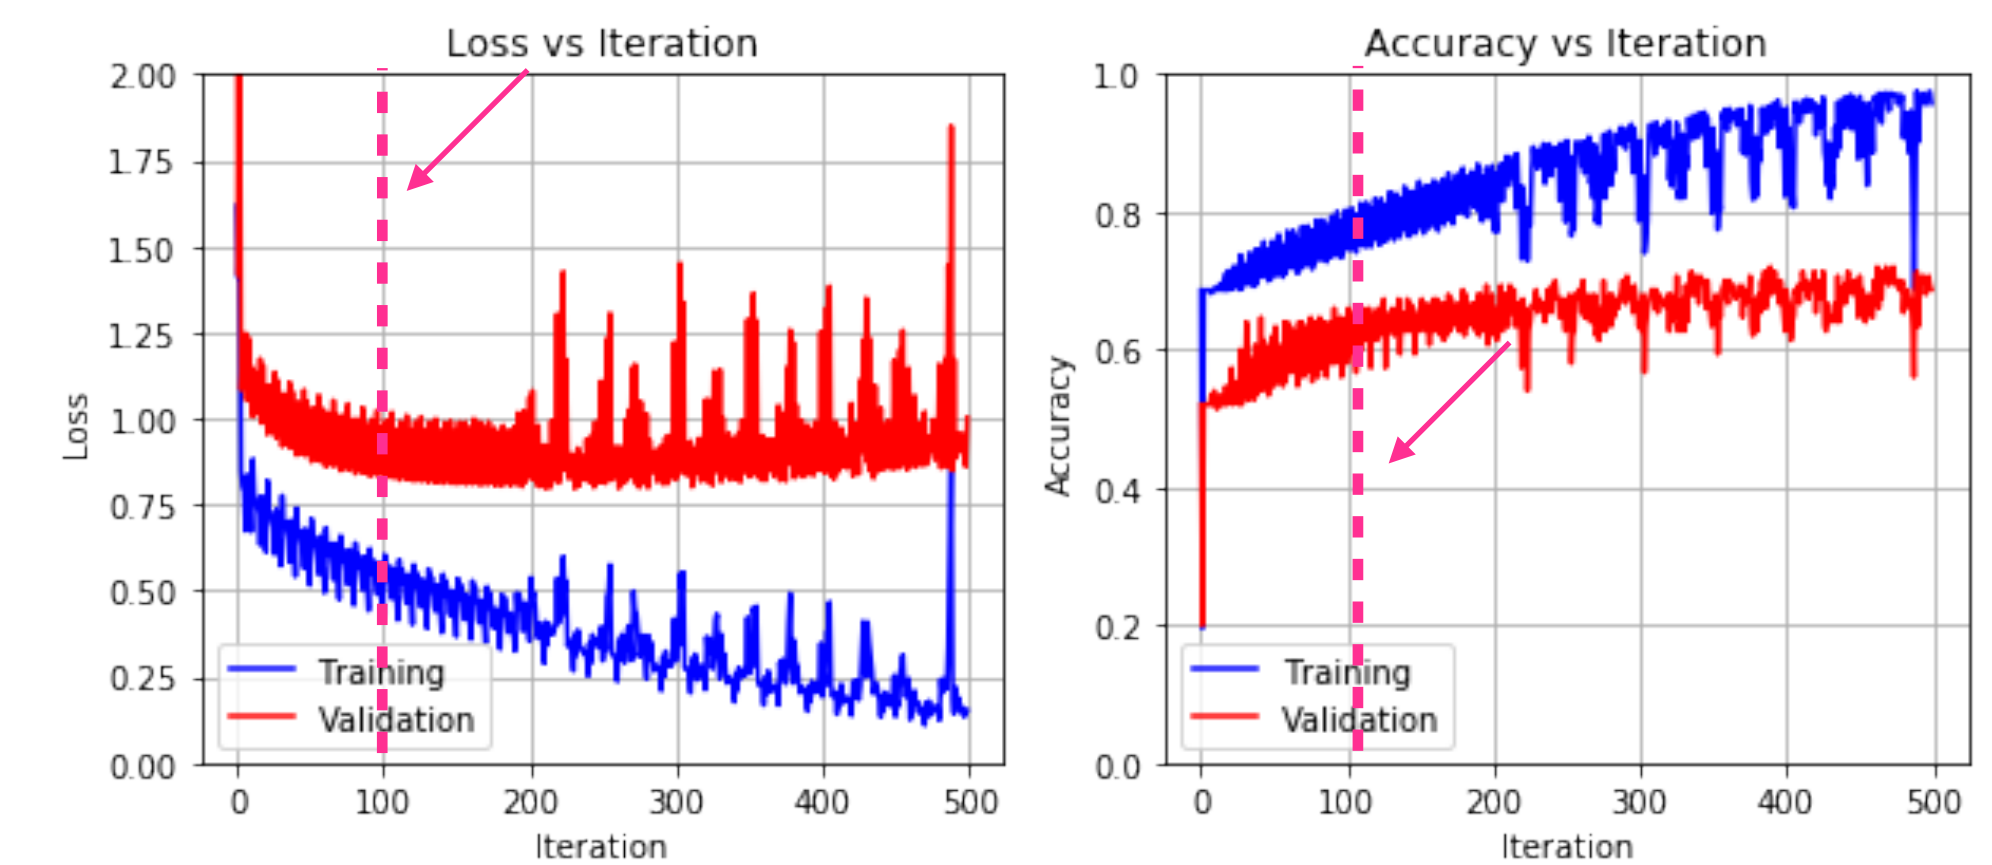 Loss vs Iteration
2.00
1.75
1.50
1.25
1.00
0.75
0.50
0.25
0.00
Loss
Training
Validation
0 100 200 300 400 500
Iteration
Accuracy vs Iteration
1.0
0.8
0.6
0.4
0.2
0.0
Accuracy
Training
Validation
0 100 200 300 400 500
Iteration